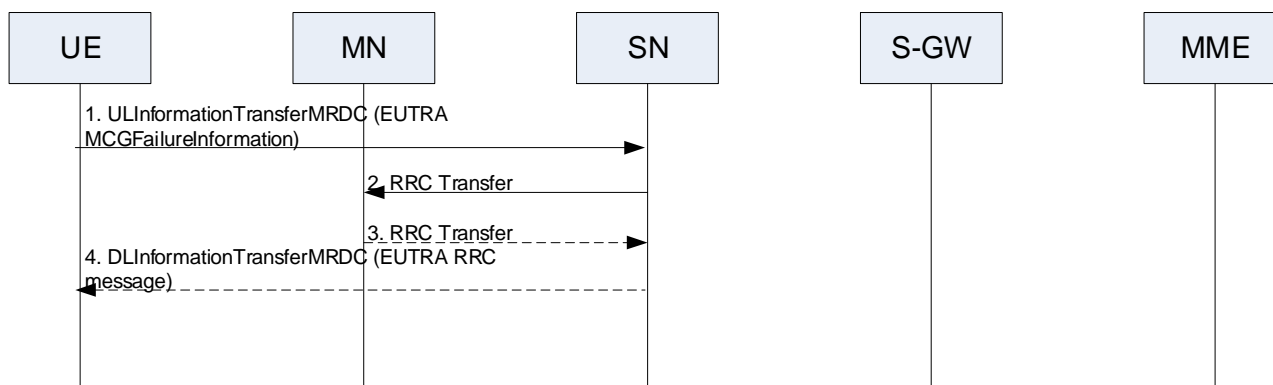 UE
MN
SN
S-GW
MME
1. ULInformationTransferMRDC (EUTRA
MCGFailureInformation)
2. RRC Transfer
3. RRC Transfer
4. DLInformationTransferMRDC (EUTRA RRC
message)